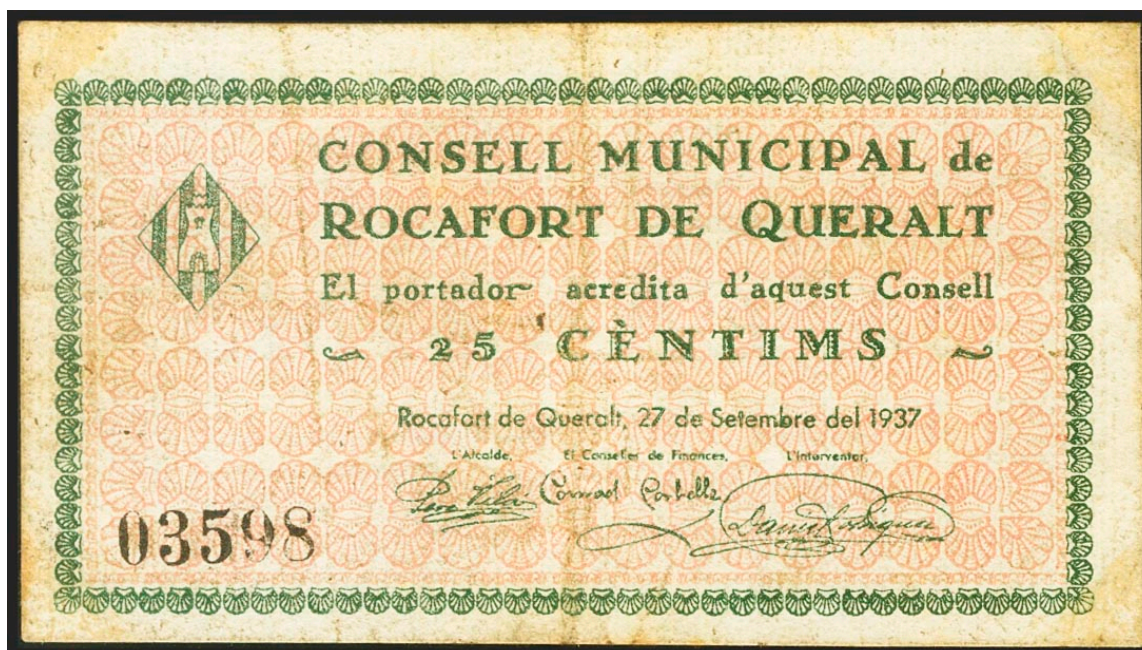 CONSELL MUNICIPAL de
ROCAFORT DE QUERALT
El portador acredita d'aquest Consell
25 CÈNTIMS
Rocafort de Queralt, 27 de Setembre del 1937
L'Alcalde, El Conseller de Finances, L'Interventor,
Conrad
03598